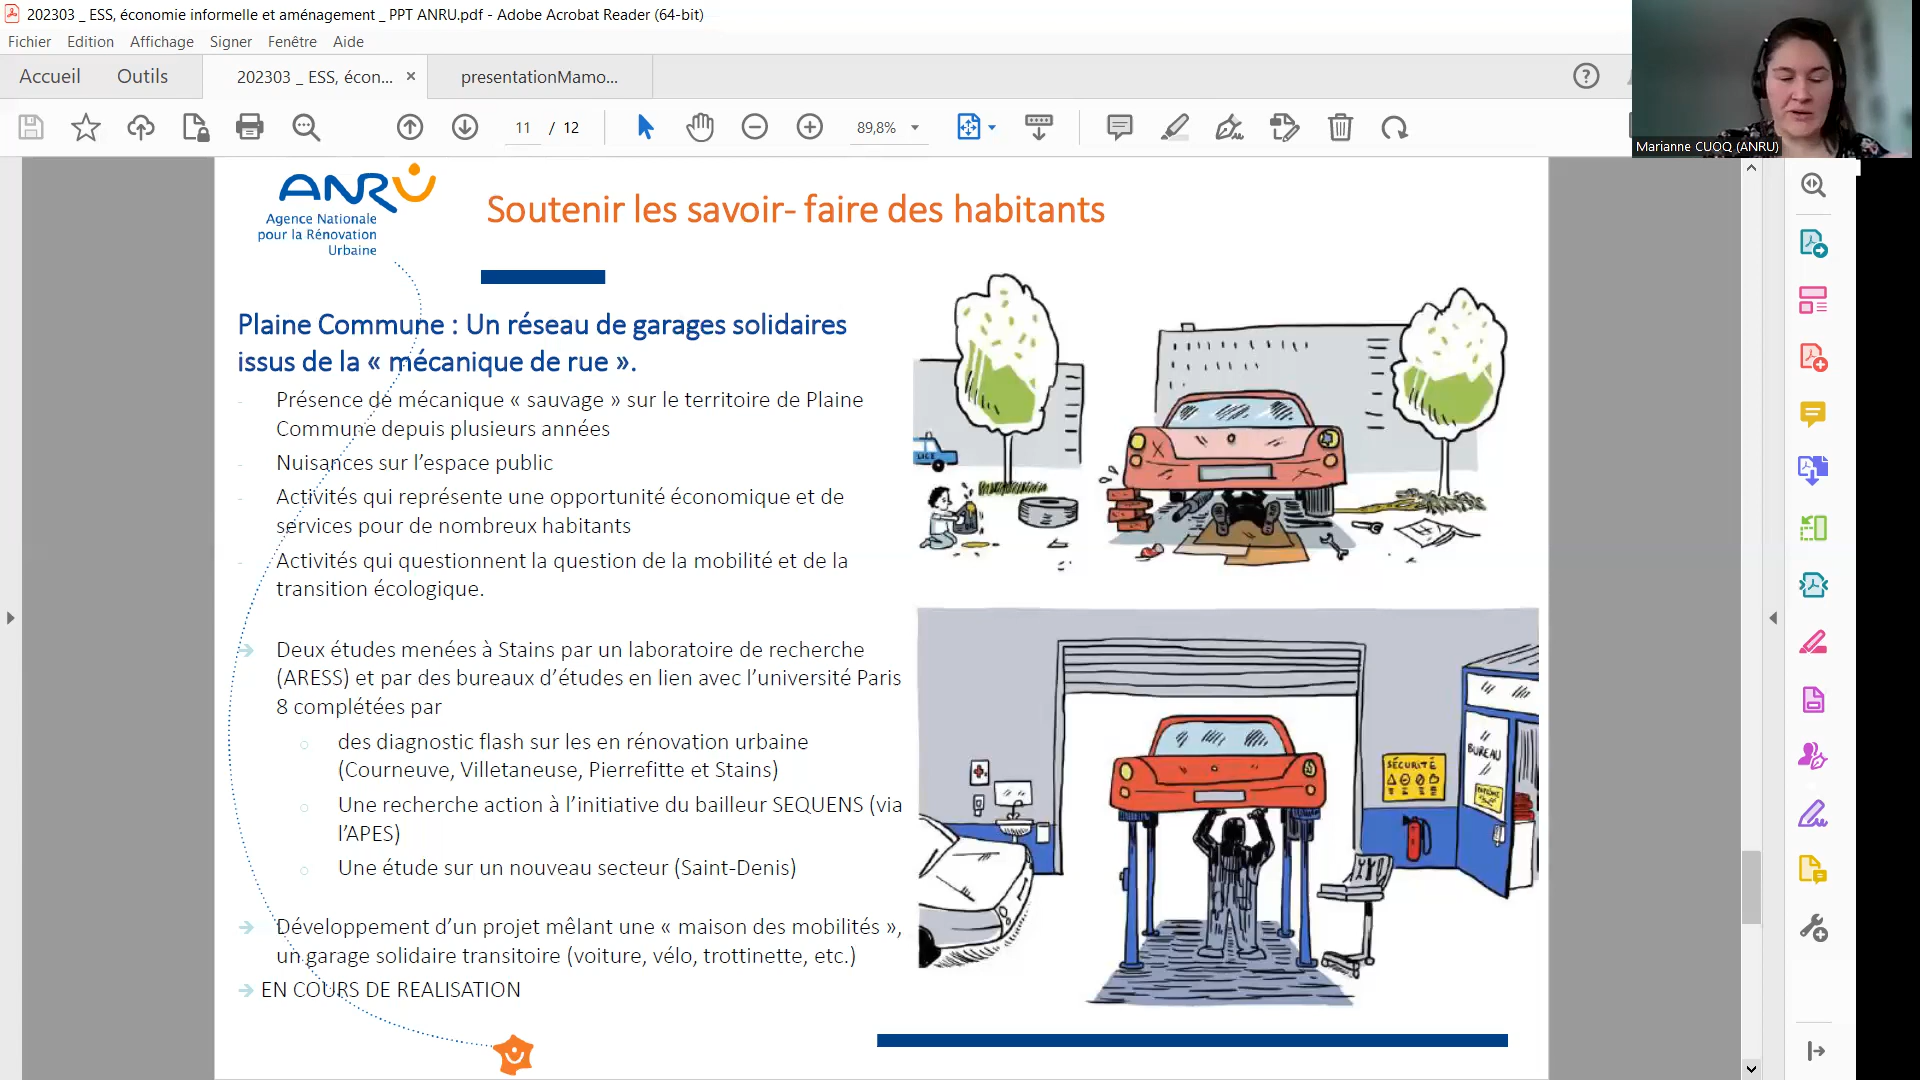 202303 _ ESS, économie informelle et aménagement _ PPT ANRU.pdf - Adobe Acrobat Reader (64-bit)
Fichier Edition Affichage Signer Fenêtre Aide
Accueil Outils 202303 _ ESS, écon... × presentationMamo...
11 / 12 89,8%
Marianne CUOQ (ANRU)
ANRU
Agence Nationale
pour la Rénovation
Urbaine
Soutenir les savoir- faire des habitants
Plaine Commune : Un réseau de garages solidaires
issus de la « mécanique de rue ».
- Présence de mécanique « sauvage » sur le territoire de Plaine
Commune depuis plusieurs années
- Nuisances sur l’espace public
- Activités qui représente une opportunité économique et de
services pour de nombreux habitants
- Activités qui questionnent la question de la mobilité et de la
transition écologique.
→ Deux études menées à Stains par un laboratoire de recherche
(ARESS) et par des bureaux d’études en lien avec l’université Paris
8 complétées par
o des diagnostic flash sur les en rénovation urbaine
(Courneuve, Villetaneuse, Pierrefitte et Stains)
o Une recherche action à l’initiative du bailleur SEQUENS (via
l’APES)
o Une étude sur un nouveau secteur (Saint-Denis)
→ Développement d’un projet mêlant une « maison des mobilités »,
un garage solidaire transitoire (voiture, vélo, trottinette, etc.)
→ EN COURS DE REALISATION
SÉCURITÉ
BUREAU